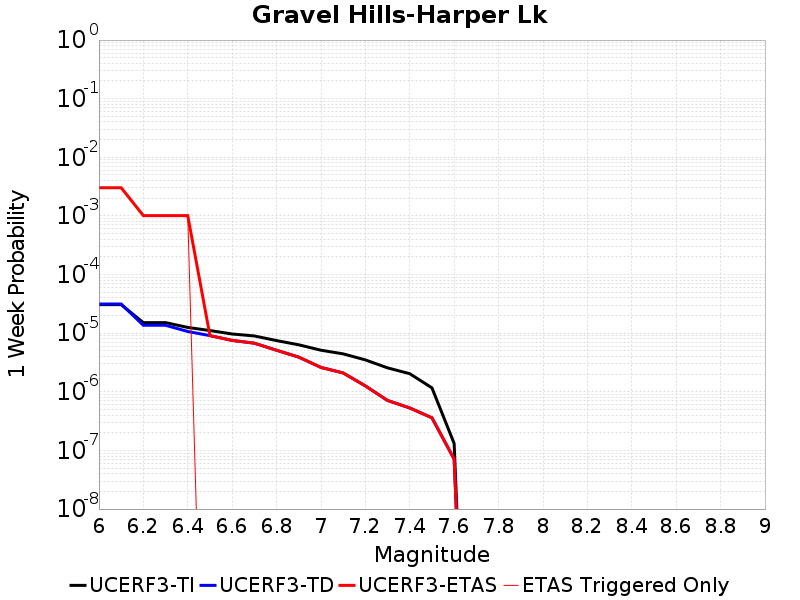 Gravel Hills-Harper Lk
10^0
10^-1
10^-2
10^-3
10^-4
10^-5
10^-6
10^-7
10^-8
1 Week Probability
6 6.2 6.4 6.6 6.8 7 7.2 7.4 7.6 7.8 8 8.2 8.4 8.6 8.8 9
Magnitude
UCERF3-TI UCERF3-TD UCERF3-ETAS ETAS Triggered Only